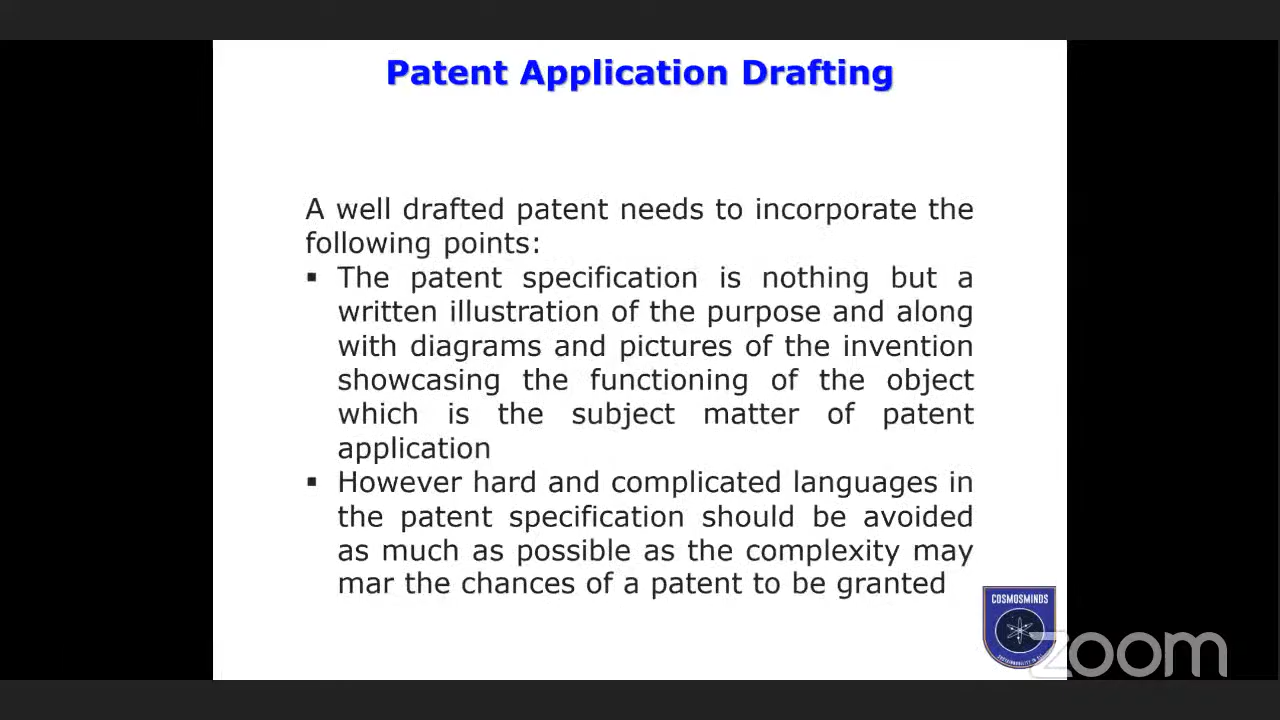 Patent Application Drafting
A well drafted patent needs to incorporate the
following points:
▪ The patent specification is nothing but a
written illustration of the purpose and along
with diagrams and pictures of the invention
showcasing the functioning of the object
which is the subject matter of patent
application
▪ However hard and complicated languages in
the patent specification should be avoided
as much as possible as the complexity may
mar the chances of a patent to be granted
COSMOSMINDS
zoom